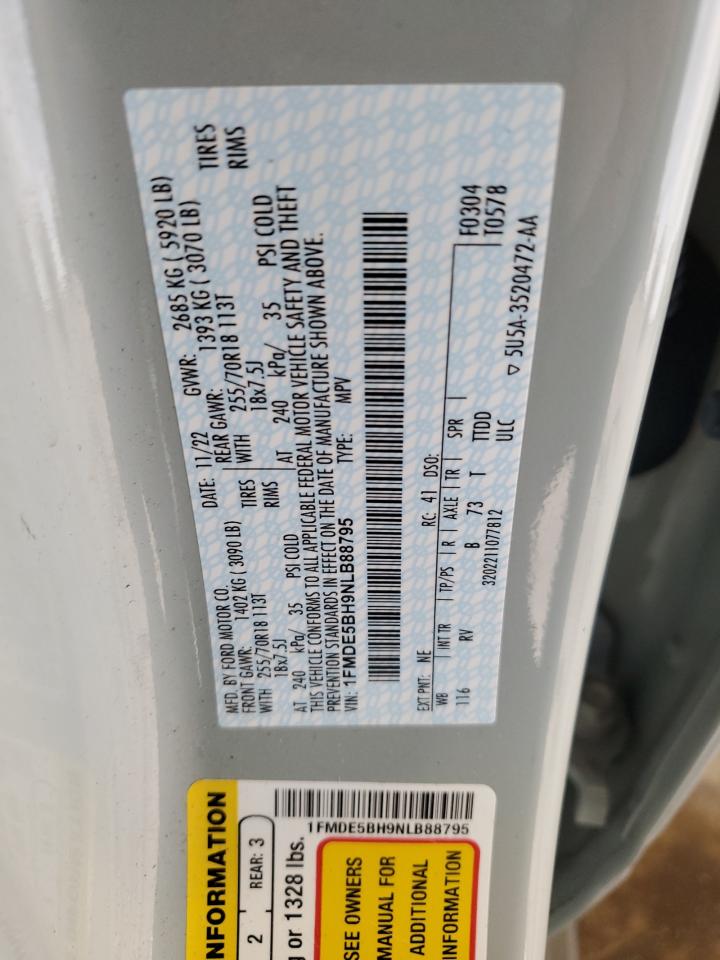 MFD. BY FORD MOTOR CO.
DATE: 11/22 GVWR: 2685 KG ( 5920 LB)
FRONT GAWR: 1402 KG ( 3090 LB) REAR GAWR: 1393 KG ( 3070 LB)
WITH 255/70R18 113T TIRES WITH 255/70R18 113T TIRES
18x7.5J RIMS 18x7.5J RIMS
AT 240 kPa/ 35 PSI COLD AT 240 kPa/ 35 PSI COLD
THIS VEHICLE CONFORMS TO ALL APPLICABLE FEDERAL MOTOR VEHICLE SAFETY AND THEFT
PREVENTION STANDARDS IN EFFECT ON THE DATE OF MANUFACTURE SHOWN ABOVE.
VIN: 1FMDE5BH9NLB88795 TYPE: MPV
EXT PNT: NE RC: 41 DSO: F0304
WB INT TR TP/PS R AXLE TR SPR T0578
116 RV B 73 T TTDD
3202211077812 ULC ▽ 5U5A-3520472-AA
1FMDE5BH9NLB88795
NFORMATION
2 REAR: 3
g or 1328 lbs.
SEE OWNERS
MANUAL FOR
ADDITIONAL
INFORMATION